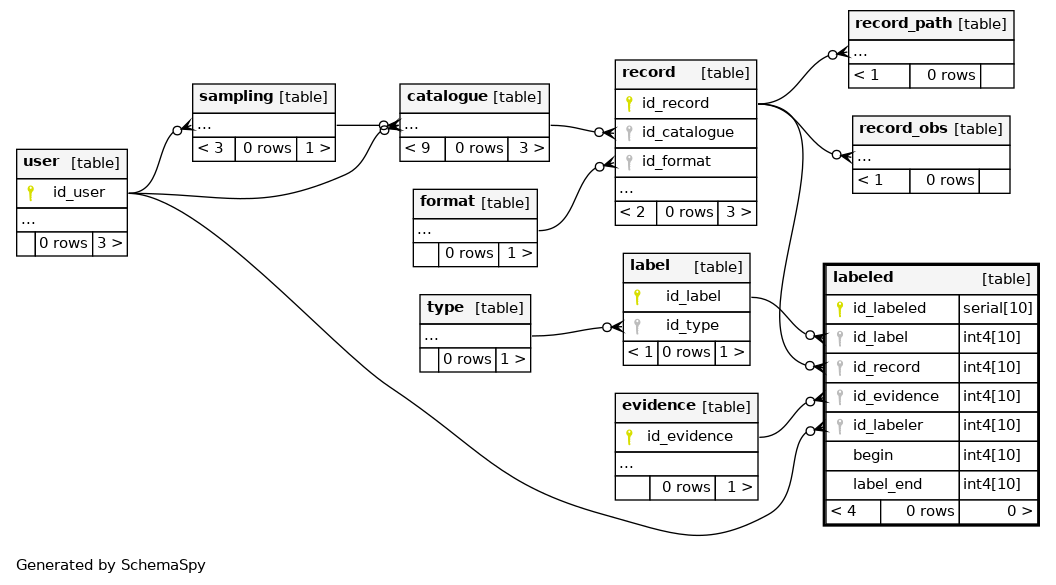 record_path [table]
...
< 1 0 rows
record [table]
id_record
id_catalogue
id_format
...
< 2 0 rows 3 >
sampling [table]
...
< 3 0 rows 1 >
catalogue [table]
...
< 9 0 rows 3 >
record_obs [table]
...
< 1 0 rows
user [table]
id_user
...
0 rows 3 >
format [table]
...
0 rows 1 >
label [table]
id_label
id_type
< 1 0 rows 1 >
labeled [table]
id_labeled serial[10]
id_label int4[10]
id_record int4[10]
id_evidence int4[10]
id_labeler int4[10]
begin int4[10]
label_end int4[10]
< 4 0 rows 0 >
type [table]
...
0 rows 1 >
evidence [table]
id_evidence
...
0 rows 1 >
Generated by SchemaSpy